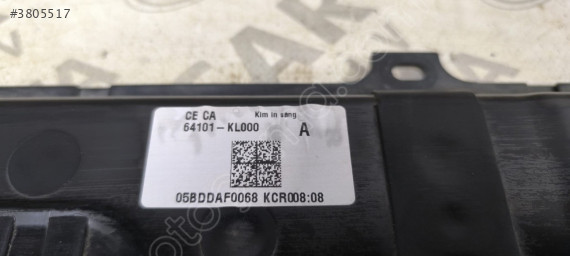 #3805517
CE CA Kim in sang
64101-KL000 A
05BDDAF0068 KCR008:08